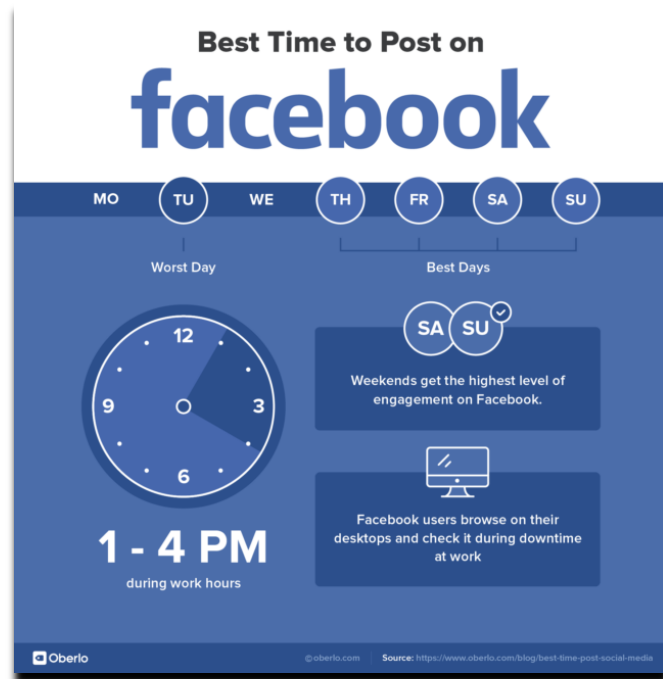 Best Time to Post on
facebook
MO TU WE TH FR SA SU
Worst Day
Best Days
12
3
6
9
1 - 4 PM
during work hours
SA SU
Weekends get the highest level of
engagement on Facebook.
Facebook users browse on their
desktops and check it during downtime
at work
Oberlo
©oberlo.com
Source: https://www.oberlo.com/blog/best-time-post-social-media